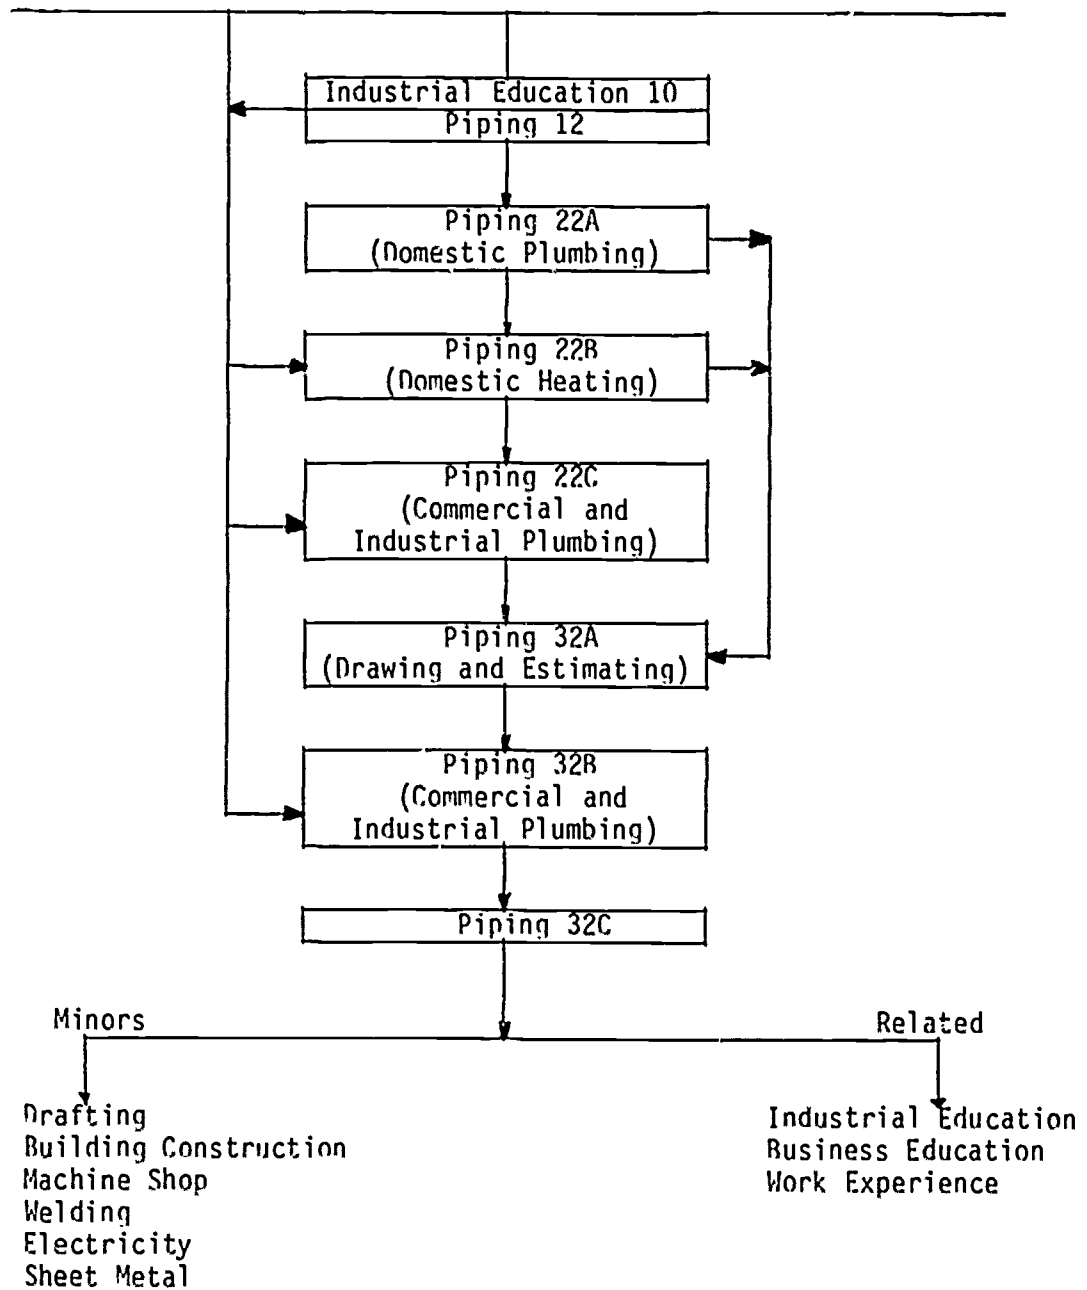 Industrial Education 10
Piping 12
Piping 22A
(Domestic Plumbing)
Piping 22B
(Domestic Heating)
Piping 22C
(Commercial and
Industrial Plumbing)
Piping 32A
(Drawing and Estimating)
Piping 32B
(Commercial and
Industrial Plumbing)
Piping 32C
Minors
Related
Drafting
Building Construction
Machine Shop
Welding
Electricity
Sheet Metal
Industrial Education
Business Education
Work Experience